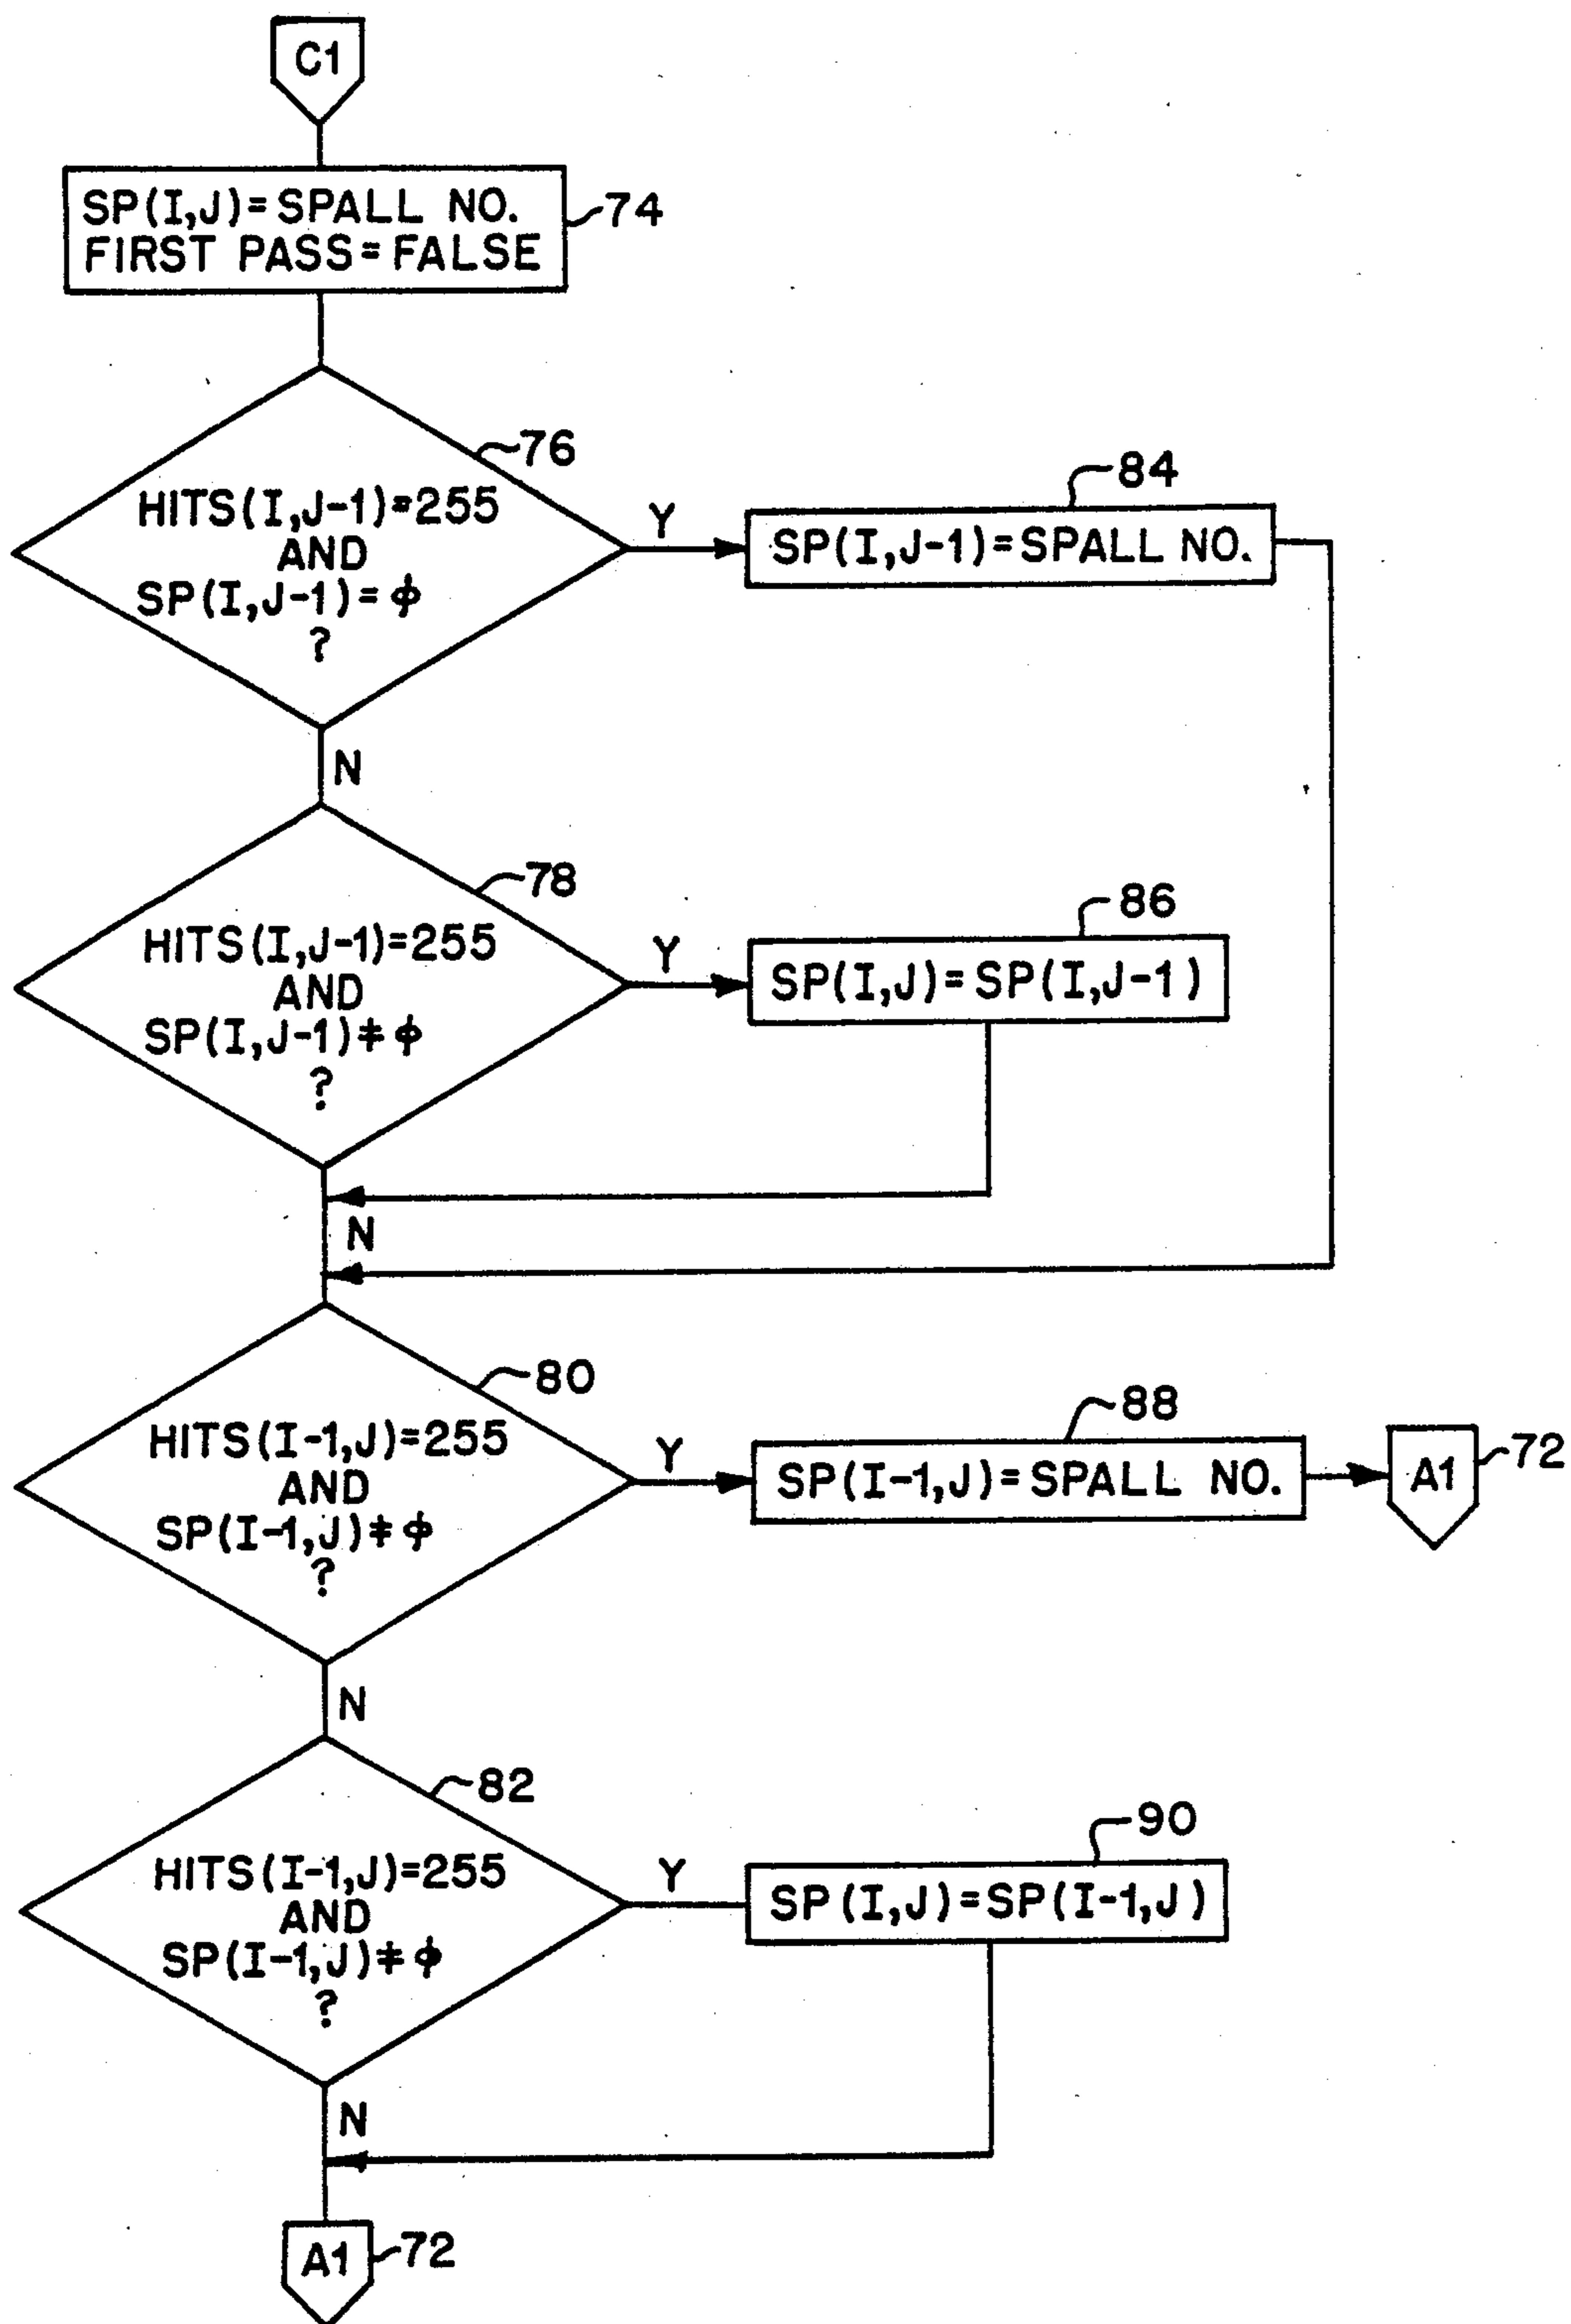 C1
SP(I,J)=SPALL NO.
FIRST PASS=FALSE
74
76
HITS(I,J-1)=255
AND
SP(I,J-1)=ϕ
?
Y
84
SP(I,J-1)=SPALL NO.
N
78
HITS(I,J-1)=255
AND
SP(I,J-1)≠ϕ
?
Y
86
SP(I,J)=SP(I,J-1)
N
80
HITS(I-1,J)=255
AND
SP(I-1,J)≠ϕ
?
Y
88
SP(I-1,J)=SPALL NO.
A1
72
N
82
HITS(I-1,J)=255
AND
SP(I-1,J)≠ϕ
?
Y
90
SP(I,J)=SP(I-1,J)
N
A1
72